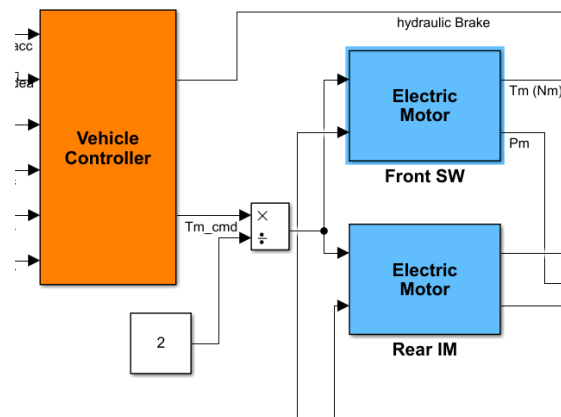 hydraulic Brake
acc
Vehicle
Controller
Electric
Motor
Tm (Nm)
Pm
Front SW
Tm_cmd
×
÷
2
Electric
Motor
Rear IM